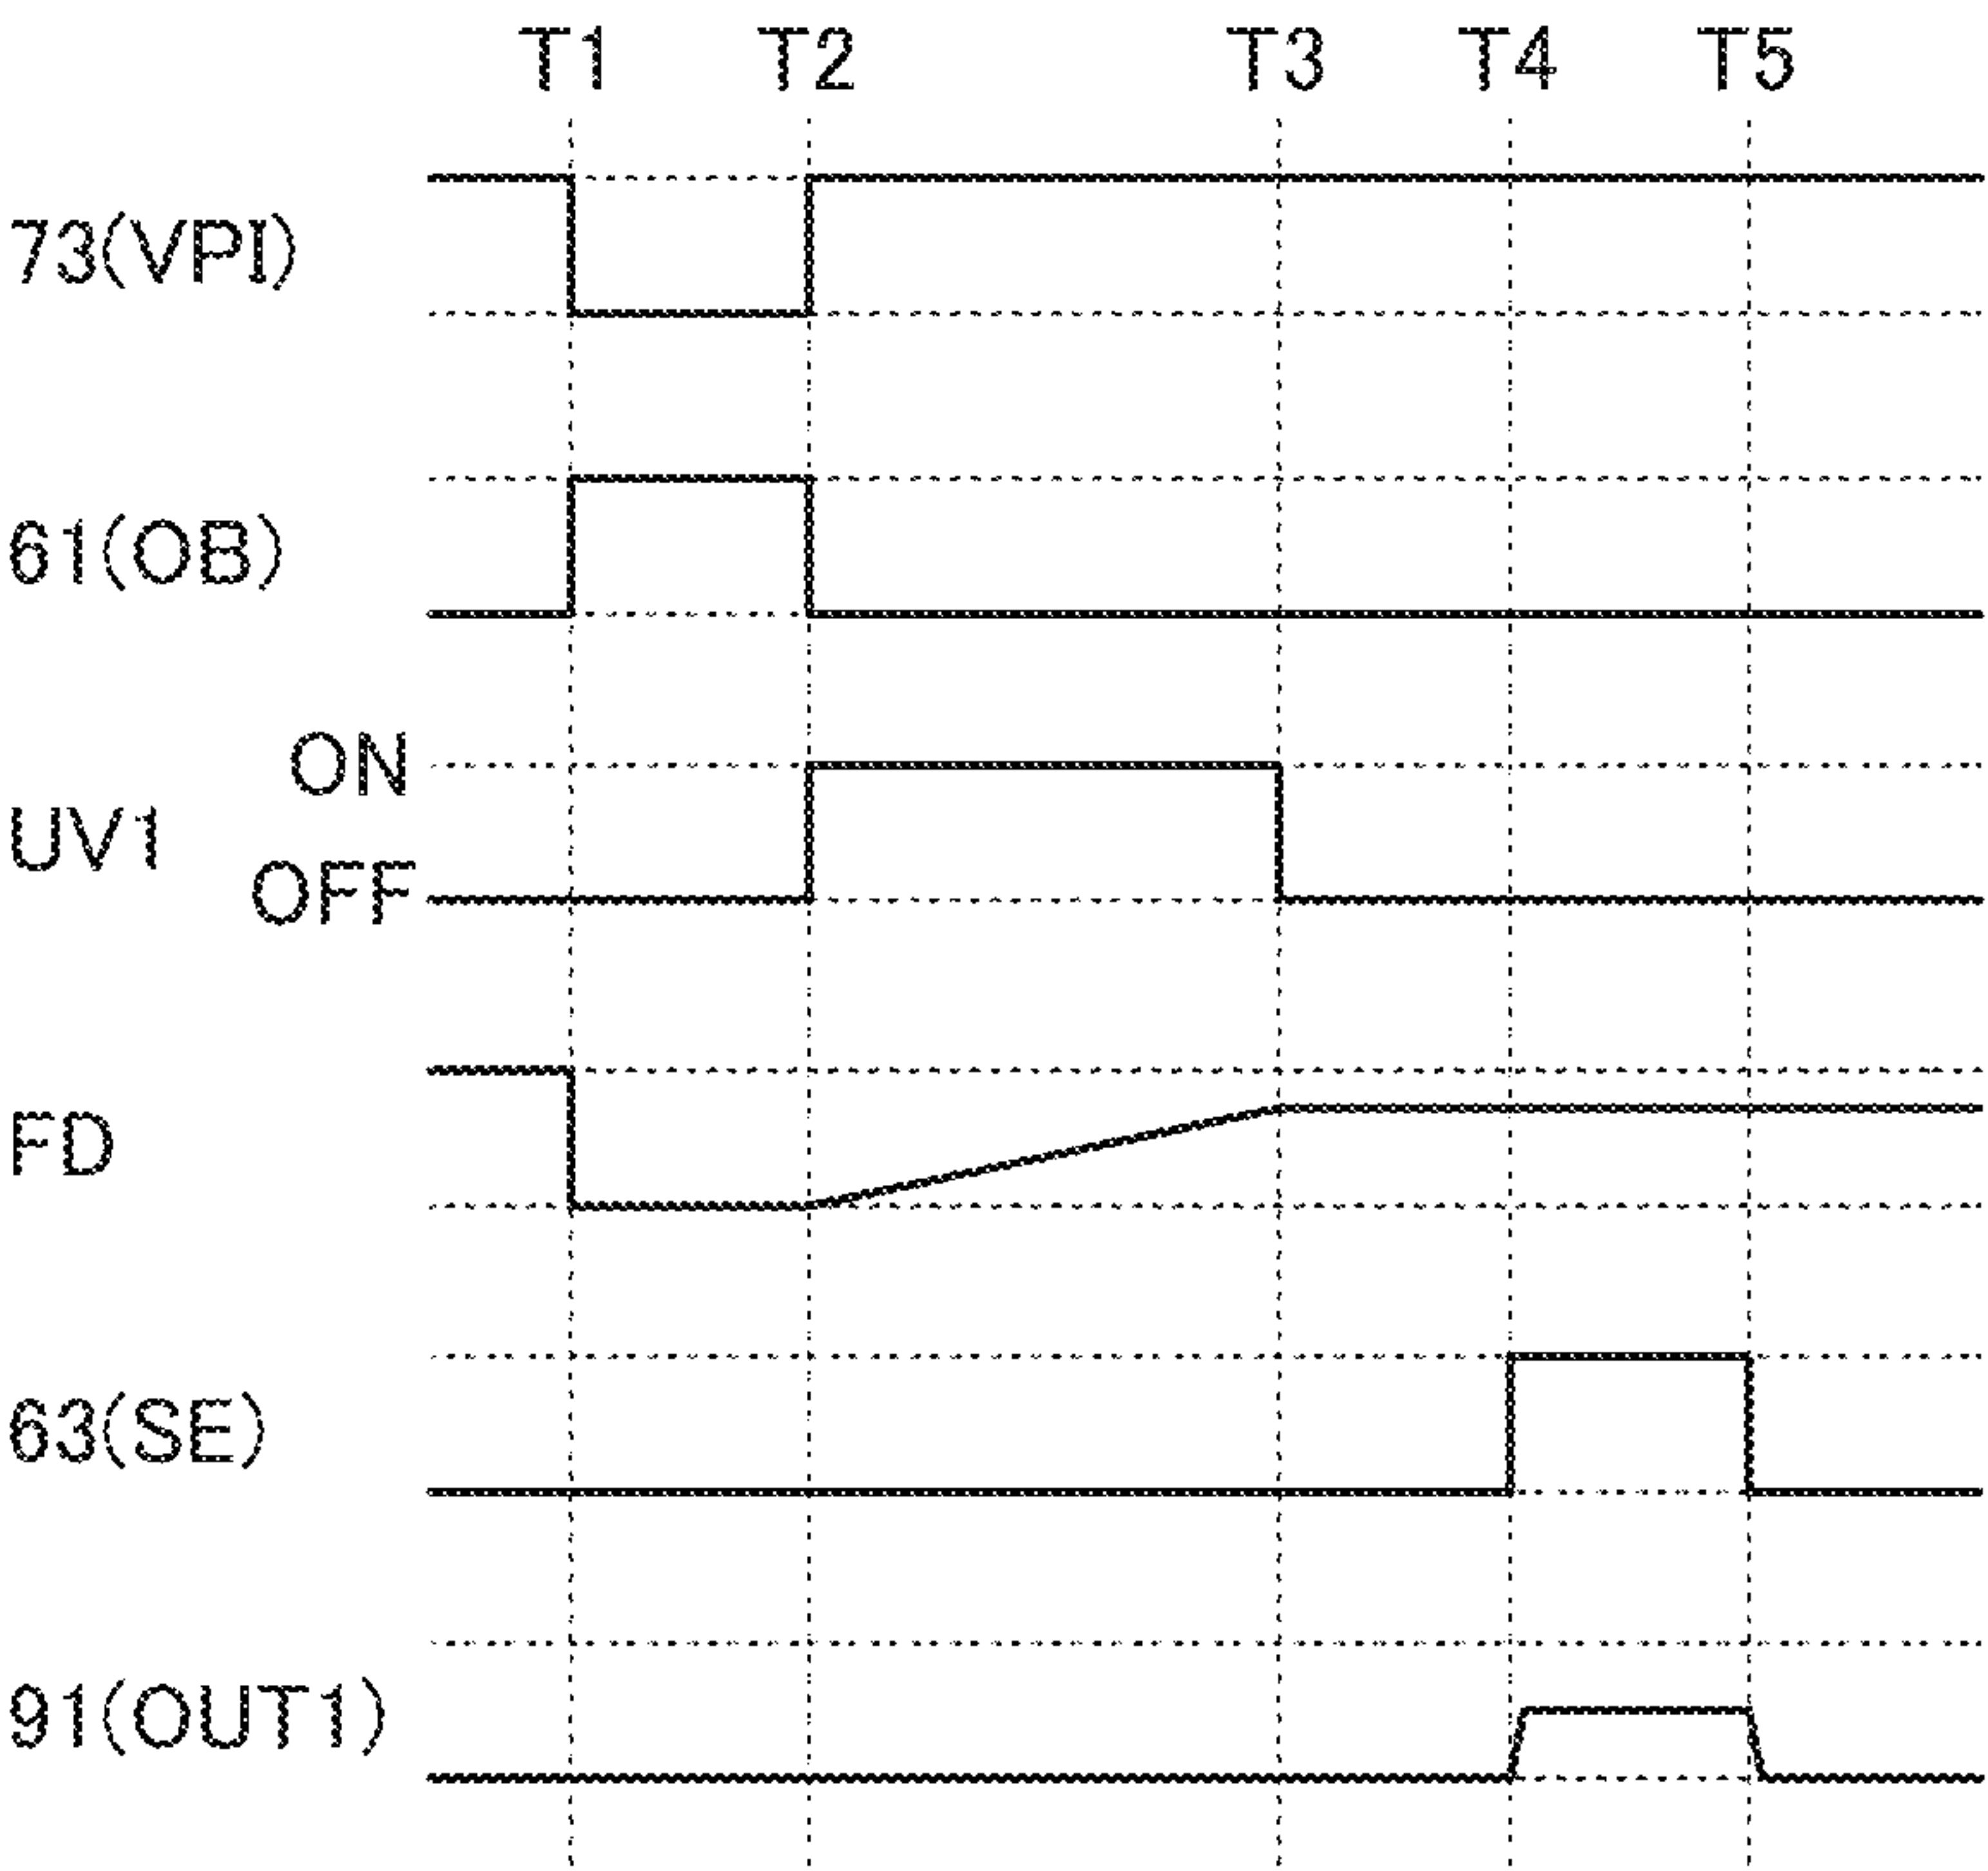 T1 T2 T3 T4 T5
73(VPI)
61(OB)
ON
UV1
OFF
FD
63(SE)
91(OUT1)